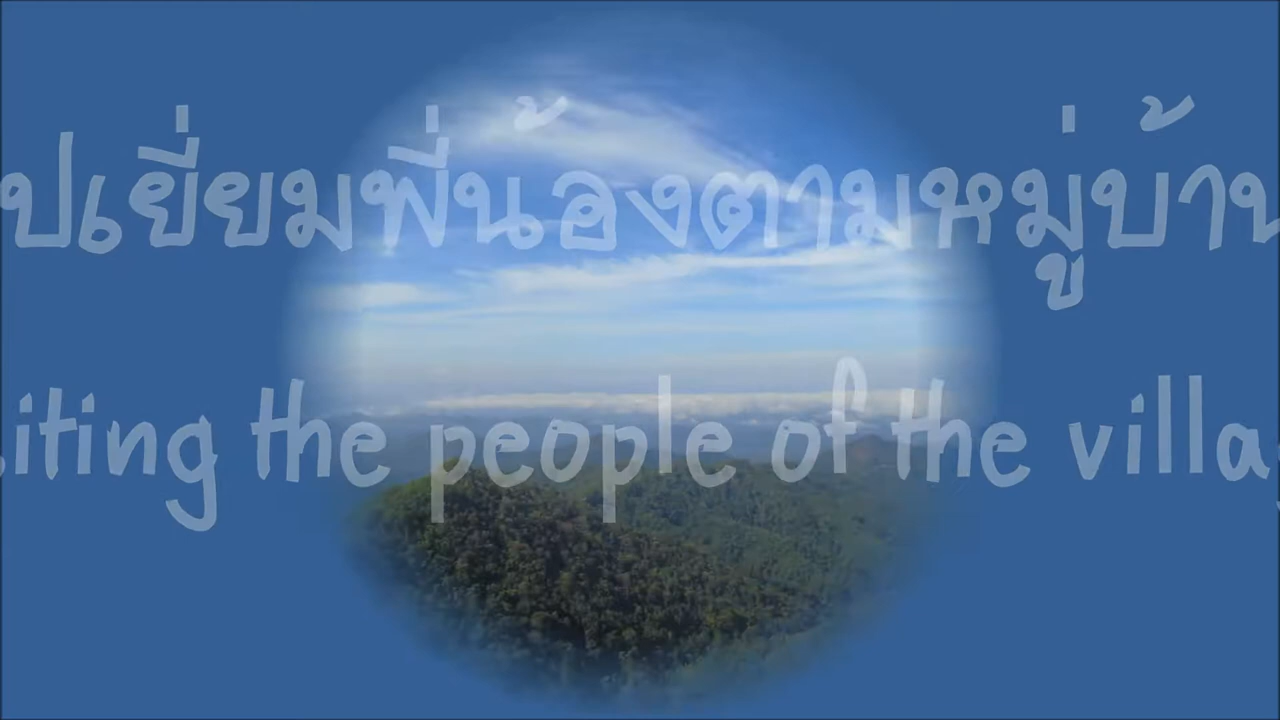 ปเยี่ยมพี่น้องตามหมู่บ้าน
iting the people of the villa